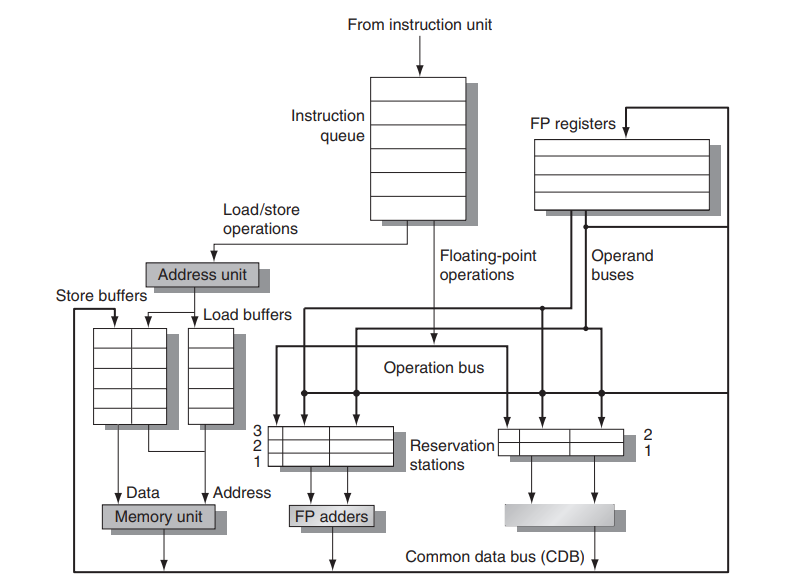 From instruction unit
Instruction
queue
FP registers
Load/store
operations
Floating-point
operations
Operand
buses
Address unit
Store buffers
Load buffers
Operation bus
3
2
1
Reservation
stations
2
1
Data
Address
Memory unit
FP adders
Common data bus (CDB)